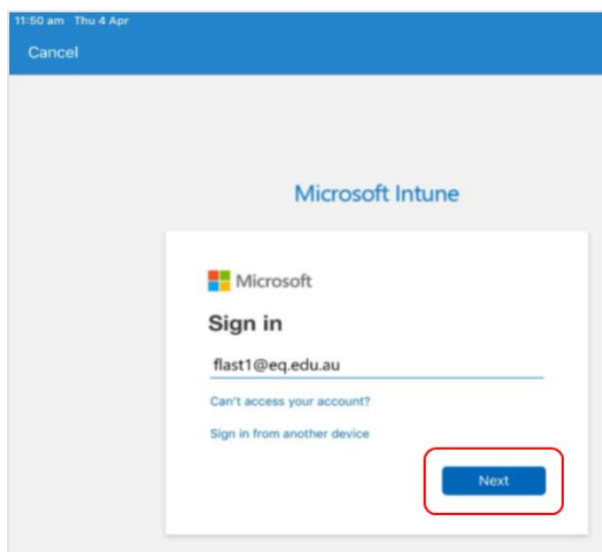 11:50 am Thu 4 Apr
Cancel
Microsoft Intune
Microsoft
Sign in
flast1@eq.edu.au
Can't access your account?
Sign in from another device
Next